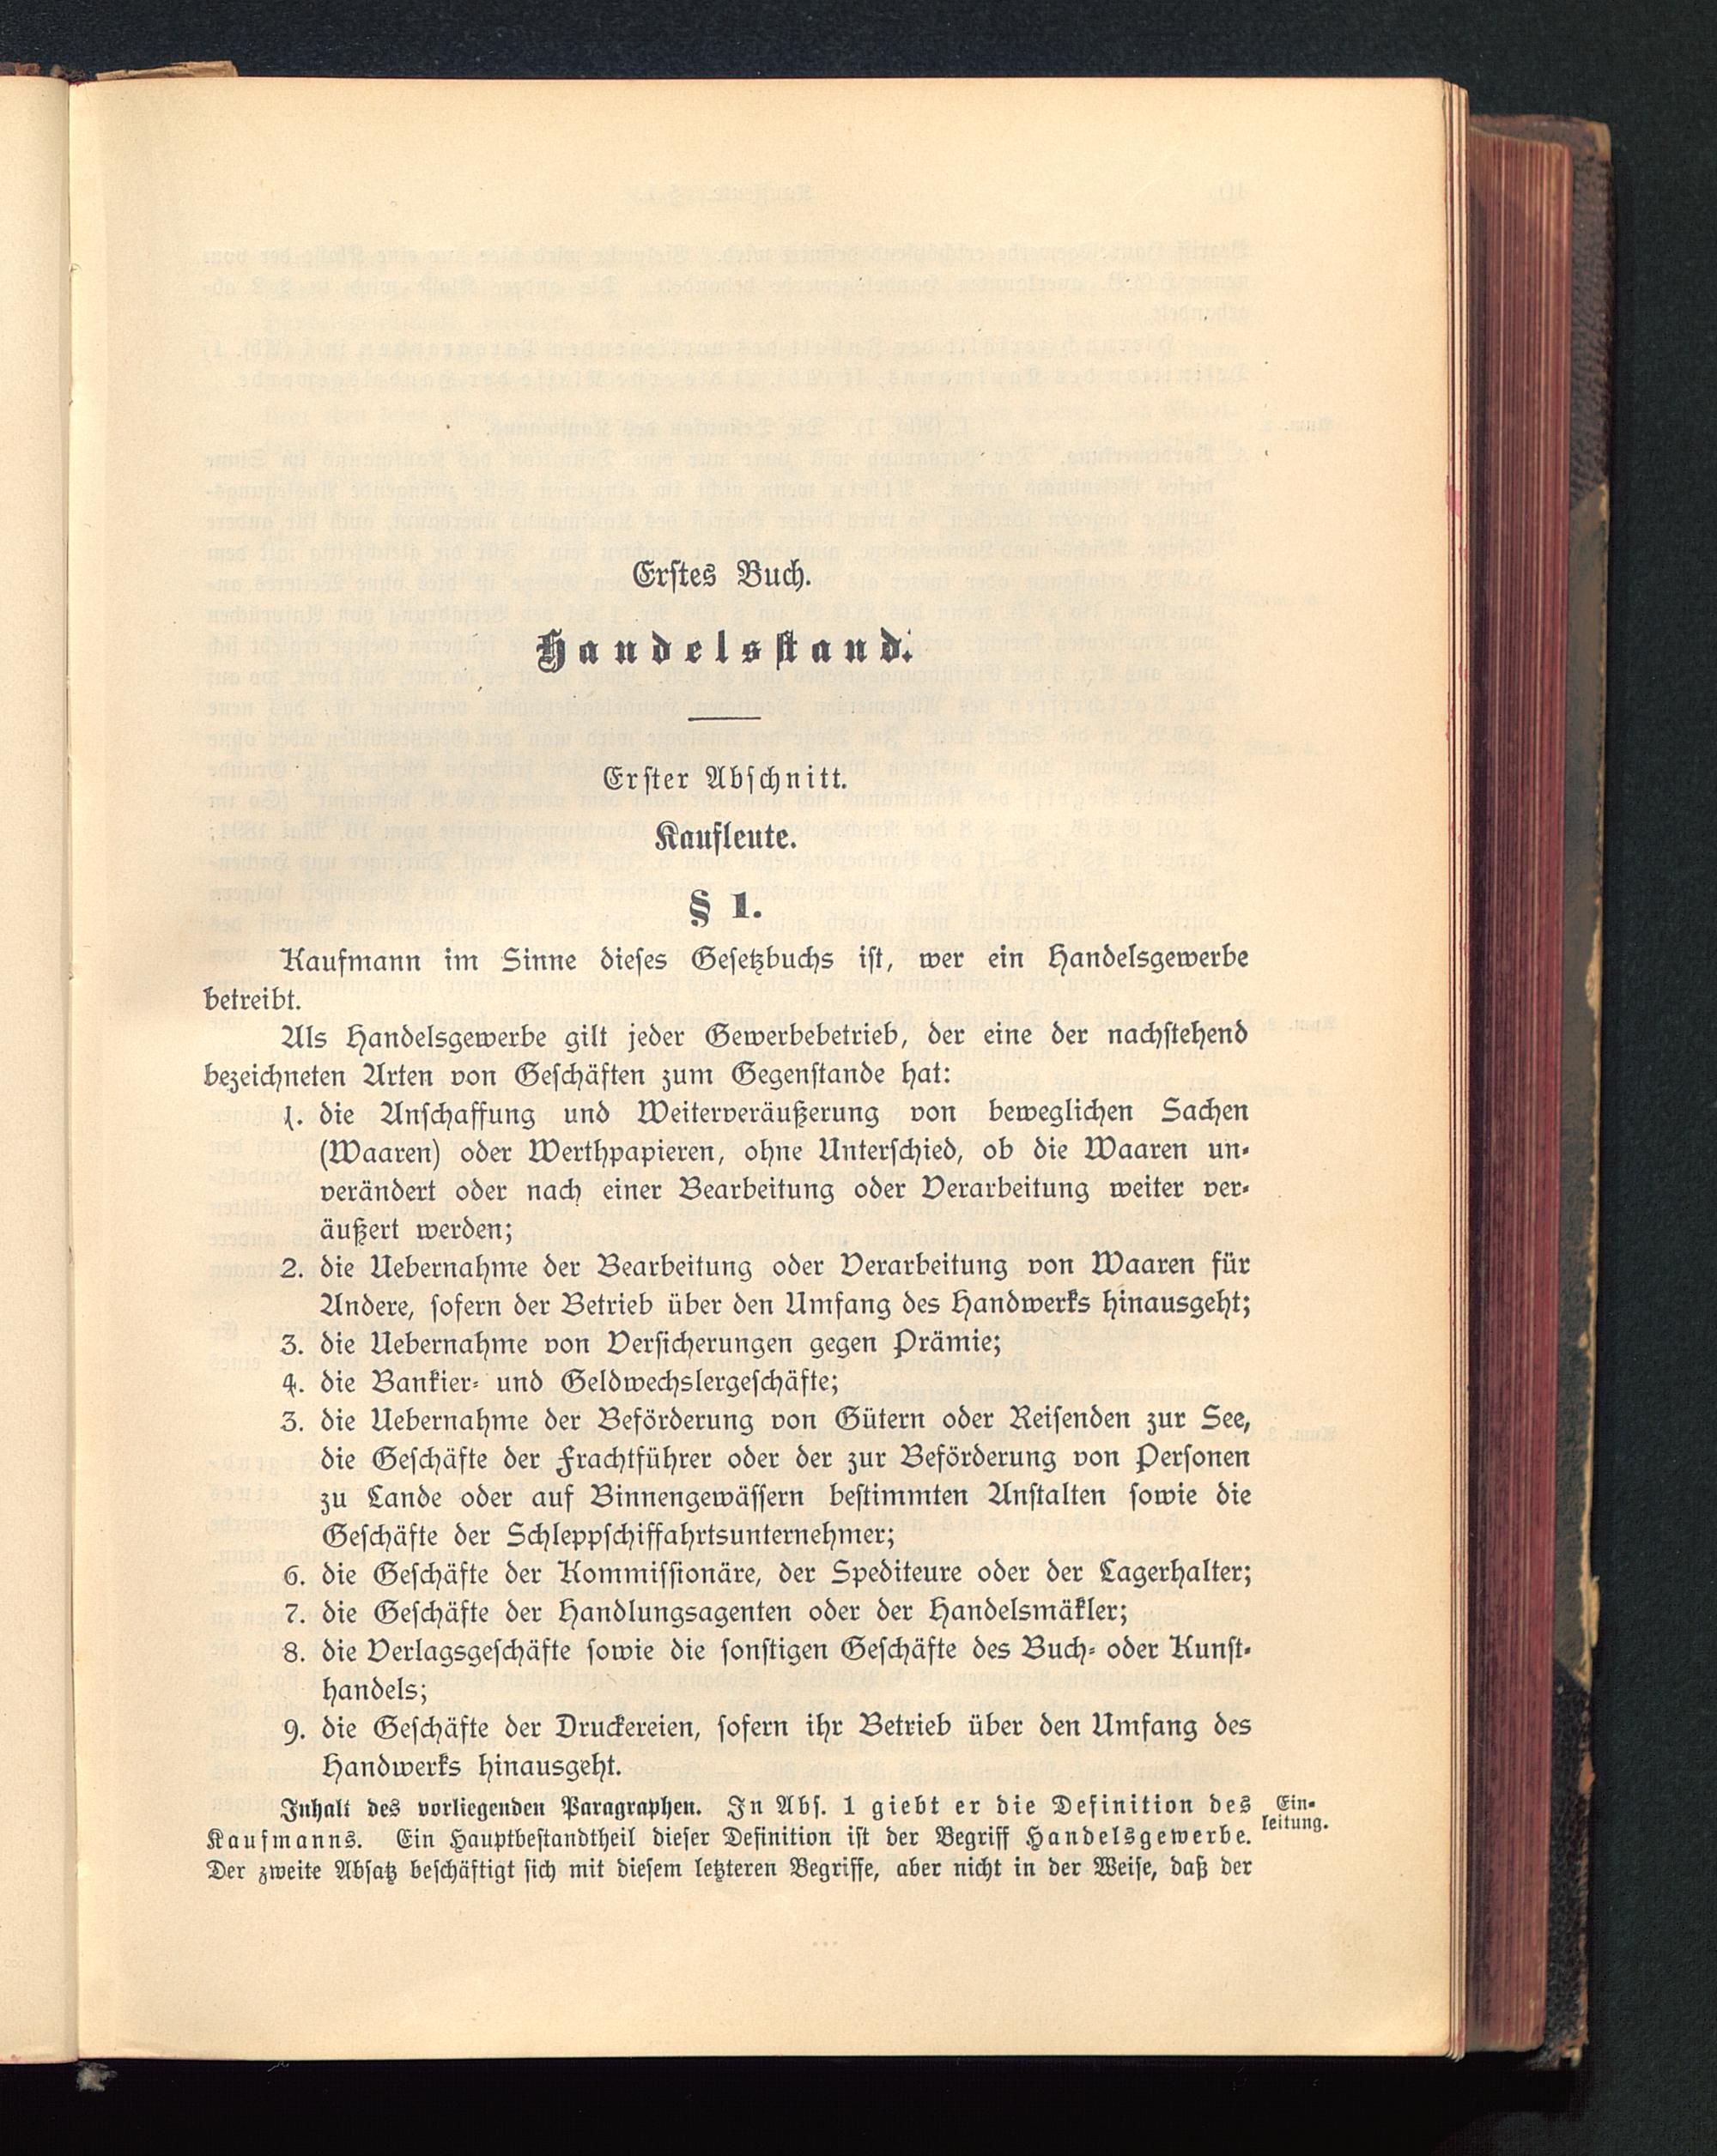 Erstes Buch.
Handelsstand.
Erster Abschnitt.
Kaufleute.
§ 1.
Kaufmann im Sinne dieses Gesetzbuchs ist, wer ein Handelsgewerbe
betreibt.
Als Handelsgewerbe gilt jeder Gewerbebetrieb, der eine der nachstehend
bezeichneten Arten von Geschäften zum Gegenstande hat:
1. die Anschaffung und Weiterveräußerung von beweglichen Sachen
(Waaren) oder Werthpapieren, ohne Unterschied, ob die Waaren un-
verändert oder nach einer Bearbeitung oder Verarbeitung weiter ver-
äußert werden;
2. die Uebernahme der Bearbeitung oder Verarbeitung von Waaren für
Andere, sofern der Betrieb über den Umfang des Handwerks hinausgeht;
3. die Uebernahme von Versicherungen gegen Prämie;
4. die Bankier- und Geldwechslergeschäfte;
3. die Uebernahme der Beförderung von Gütern oder Reisenden zur See,
die Geschäfte der Frachtführer oder der zur Beförderung von Personen
zu Lande oder auf Binnengewässern bestimmten Anstalten sowie die
Geschäfte der Schleppschiffahrtsunternehmer;
6. die Geschäfte der Kommissionäre, der Spediteure oder der Lagerhalter;
7. die Geschäfte der Handlungsagenten oder der Handelsmäkler;
8. die Verlagsgeschäfte sowie die sonstigen Geschäfte des Buch- oder Kunst-
handels;
9. die Geschäfte der Druckereien, sofern ihr Betrieb über den Umfang des
Handwerks hinausgeht.
Inhalt des vorliegenden Paragraphen. In Abs. 1 giebt er die Definition des
Ein-
leitung.
Kaufmanns. Ein Hauptbestandtheil dieser Definition ist der Begriff Handelsgewerbe.
Der zweite Absatz beschäftigt sich mit diesem letzteren Begriffe, aber nicht in der Weise, daß der